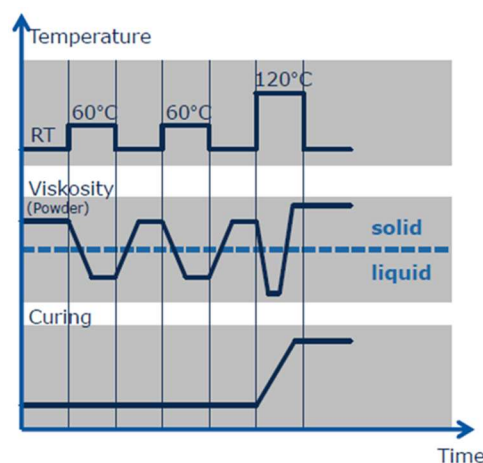 Temperature
120°C
60°C 60°C
RT
Viskosity
(Powder)
solid
liquid
Curing
Time